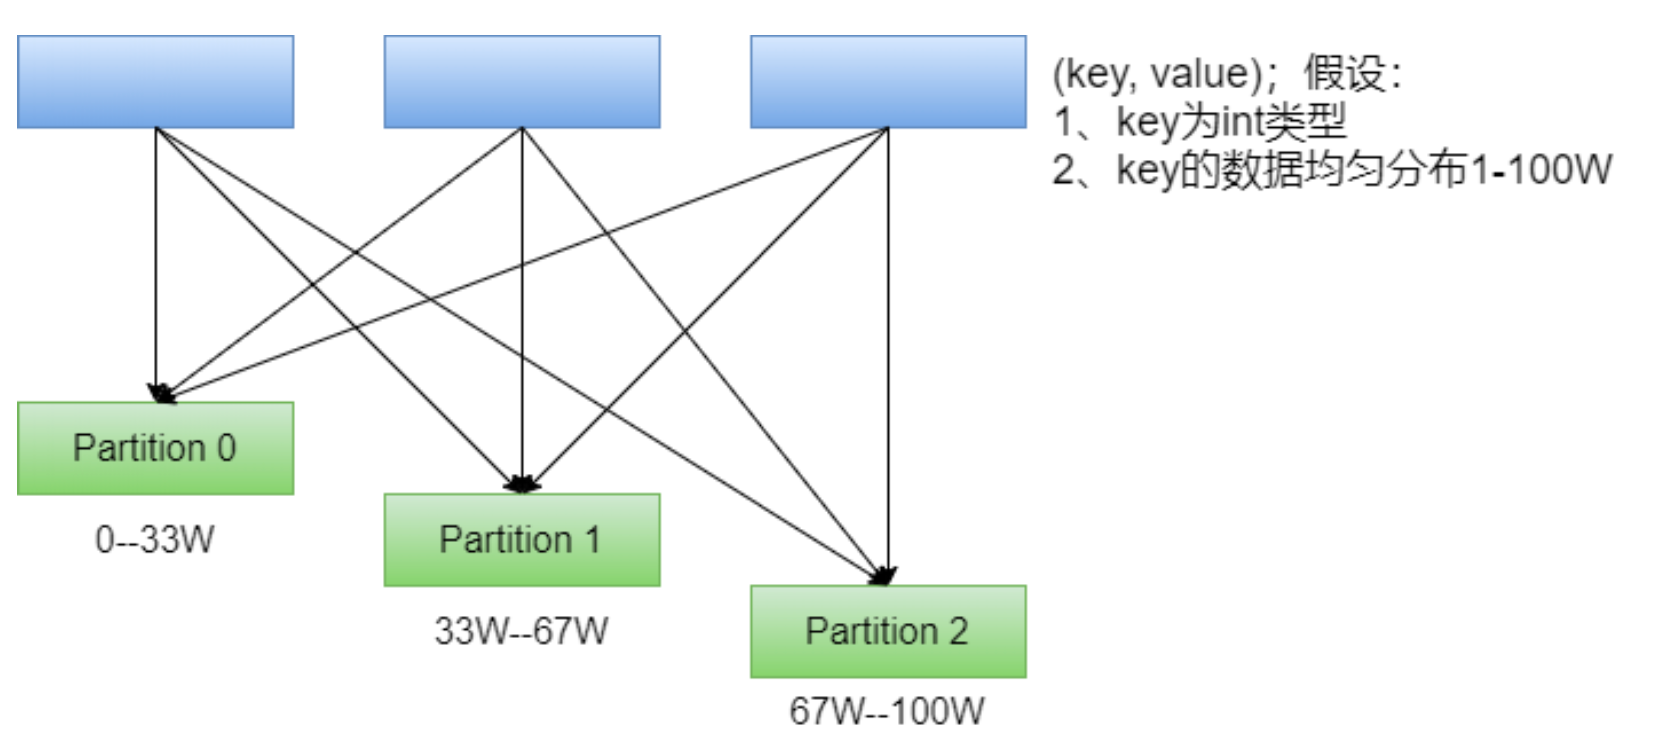 (key, value)；假设：
1、key为int类型
2、key的数据均匀分布1-100W
Partition 0
0--33W
Partition 1
33W--67W
Partition 2
67W--100W